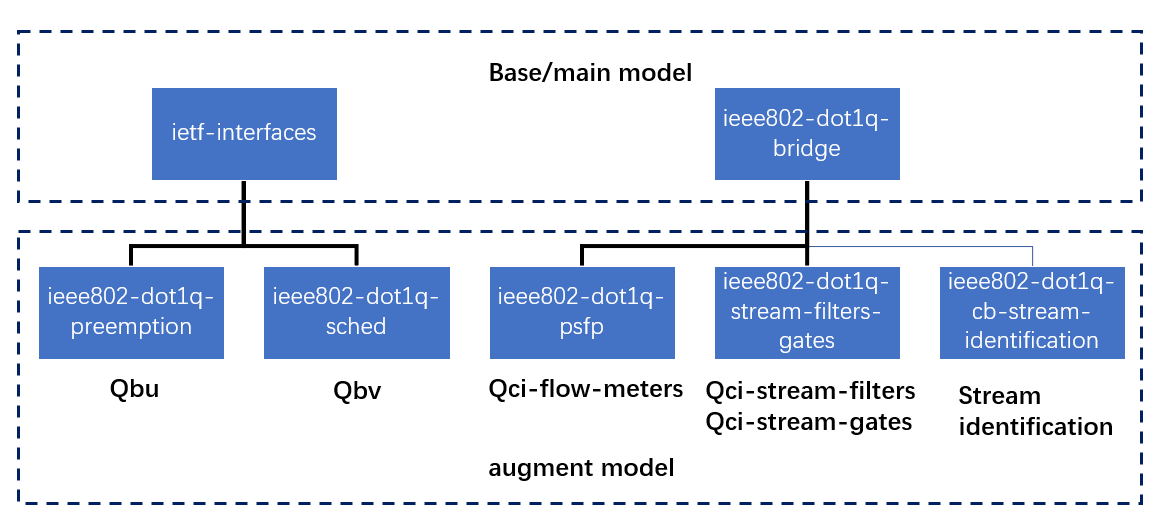 Base/main model
ietf-interfaces
ieee802-dot1q-
bridge
ieee802-dot1q-
preemption
ieee802-dot1q-
sched
ieee802-dot1q-
psfp
ieee802-dot1q-
stream-filters-
gates
ieee802-dot1q-
cb-stream-
identification
Qbu
Qbv
Qci-flow-meters
Qci-stream-filters
Qci-stream-gates
Stream
identification
augment model